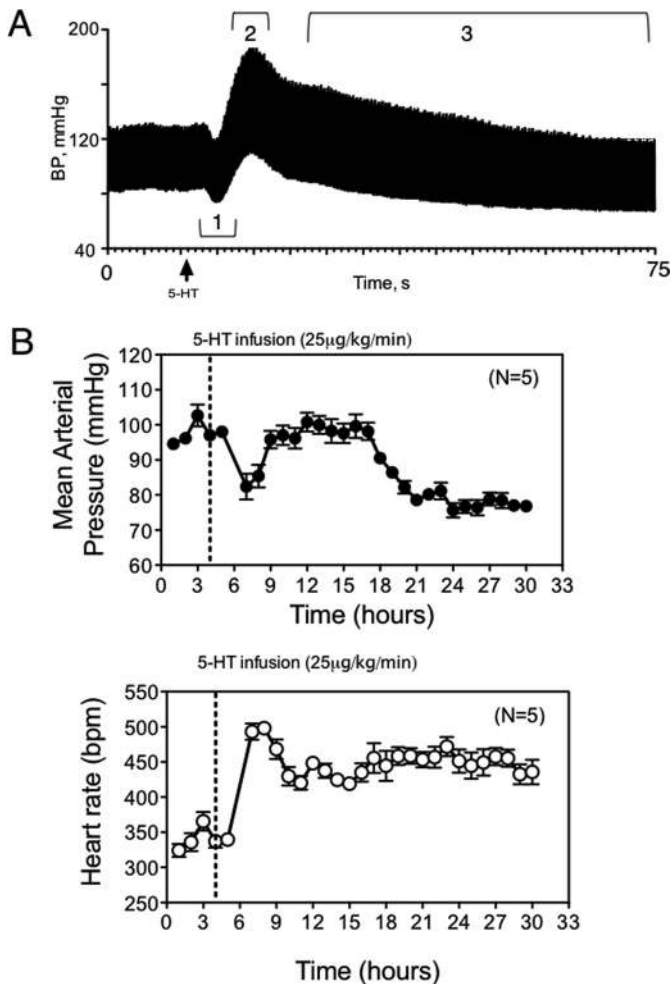 A
200
2
3
BP, mmHg
120
1
40
0
75
5-HT
Time, s
B
5-HT infusion (25μg/kg/min)
(N=5)
Mean Arterial
Pressure (mmHg)
120
110
100
90
80
70
60
0 3 6 9 12 15 18 21 24 27 30 33
Time (hours)
5-HT infusion (25μg/kg/min)
(N=5)
Heart rate (bpm)
550
500
450
400
350
300
250
0 3 6 9 12 15 18 21 24 27 30 33
Time (hours)